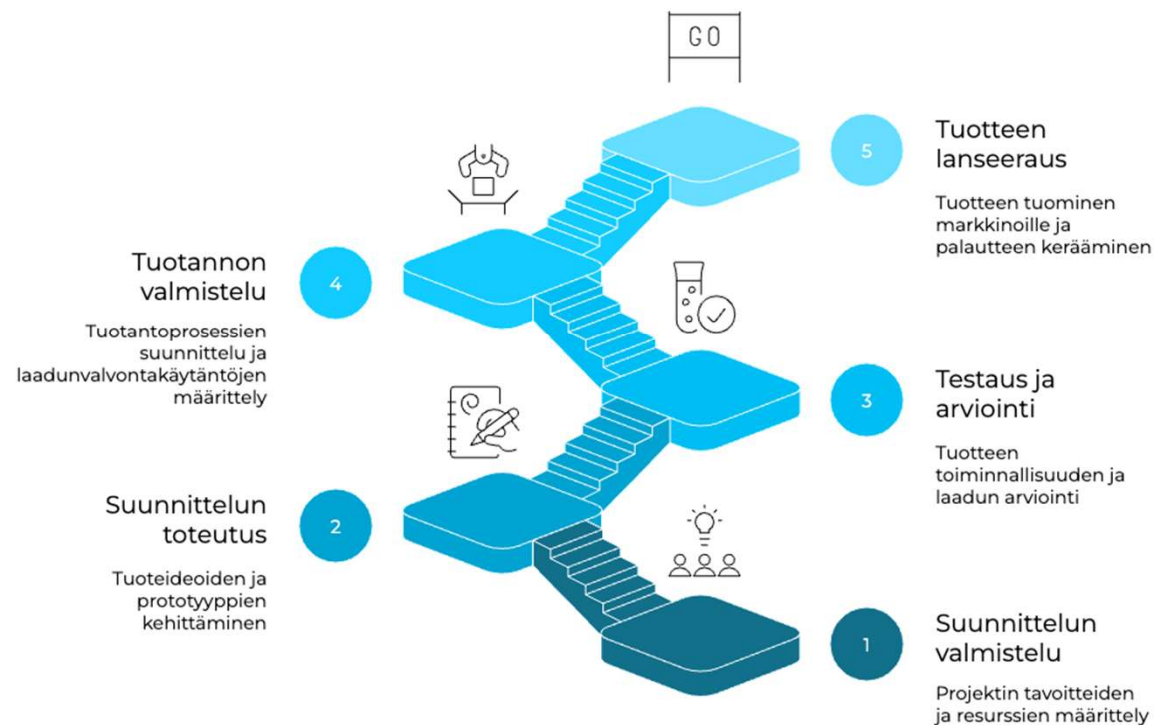 GO
5
Tuotteen
lanseeraus
Tuotteen tuominen
markkinoille ja
palautteen kerääminen
Tuotannon
valmistelu
4
Tuotantoprosessien
suunnittelu ja
laadunvalvontakäytäntöjen
määrittely
3
Testaus ja
arviointi
Tuotteen
toiminnallisuuden ja
laadun arviointi
Suunnittelun
toteutus
2
Tuoteideoiden ja
prototyyppien
kehittäminen
1
Suunnittelun
valmistelu
Projektin tavoitteiden
ja resurssien määrittely